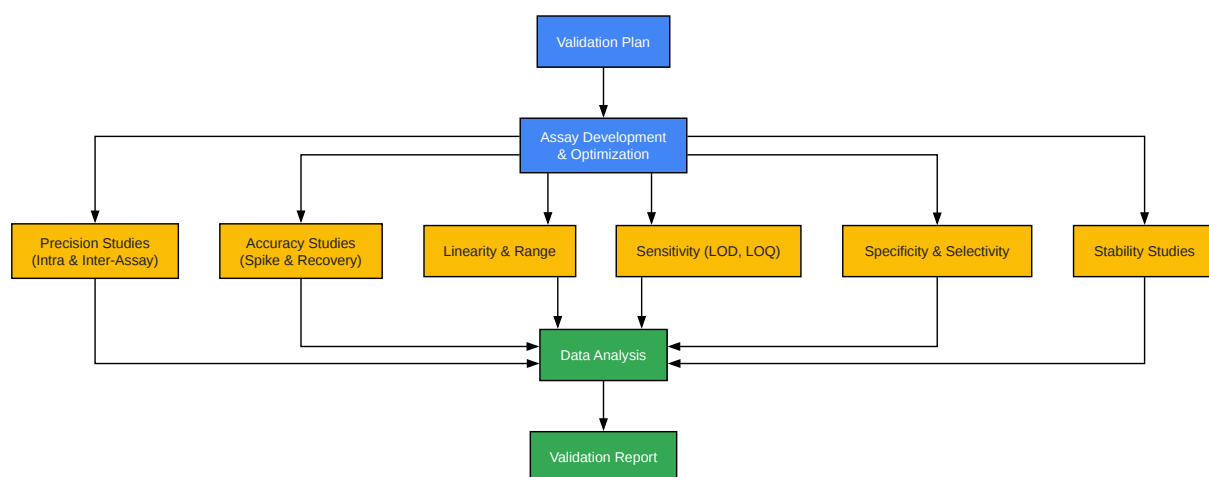 Validation Plan
Assay Development
& Optimization
Precision Studies
(Intra & Inter-Assay)
Accuracy Studies
(Spike & Recovery)
Linearity & Range
Sensitivity (LOD, LOQ)
Specificity & Selectivity
Stability Studies
Data Analysis
Validation Report